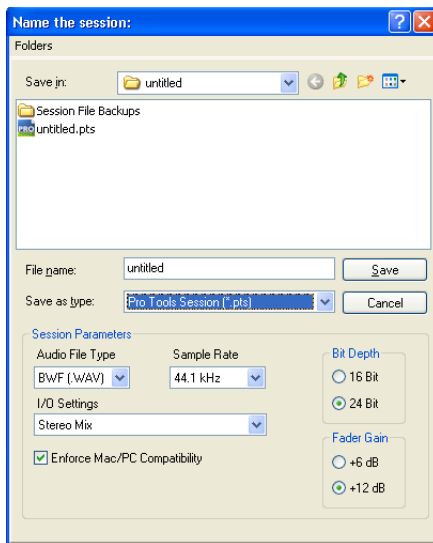 Name the session:
Folders
Save in:
untitled
Session File Backups
PRO
untitled.pts
File name:
untitled
Save
Save as type:
Pro Tools Session (*.pts)
Cancel
Session Parameters
Audio File Type
Sample Rate
Bit Depth
BWF (.WAV)
44.1 kHz
16 Bit
I/O Settings
24 Bit
Stereo Mix
Fader Gain
Enforce Mac/PC Compatibility
+6 dB
+12 dB